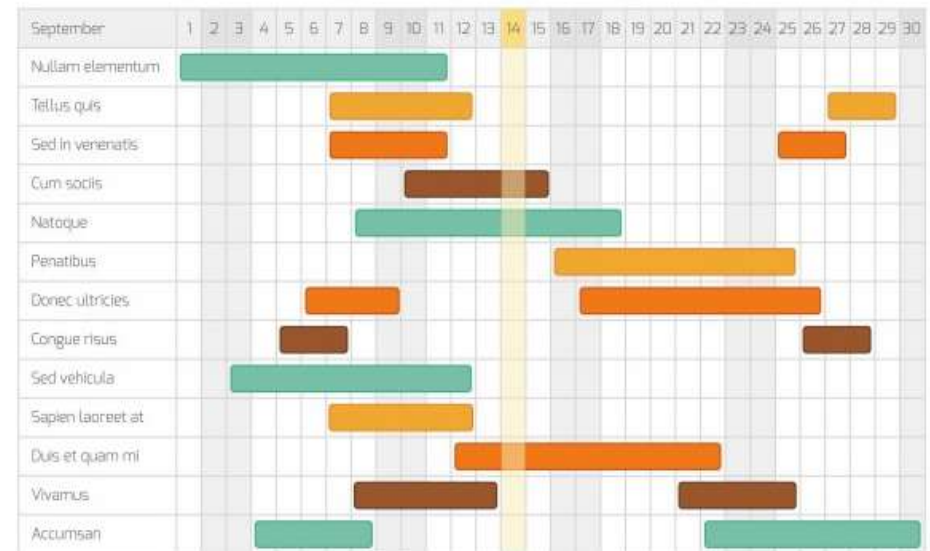 September 1 2 3 4 5 6 7 8 9 10 11 12 13 14 15 16 17 18 19 20 21 22 23 24 25 26 27 28 29 30
Nullam elementum
Tellus quis
Sed in venenatis
Cum sociis
Natoque
Penatibus
Donec ultricies
Congue risus
Sed vehicula
Sapien laoreet at
Duis et quam mi
Vivamus
Accumsan